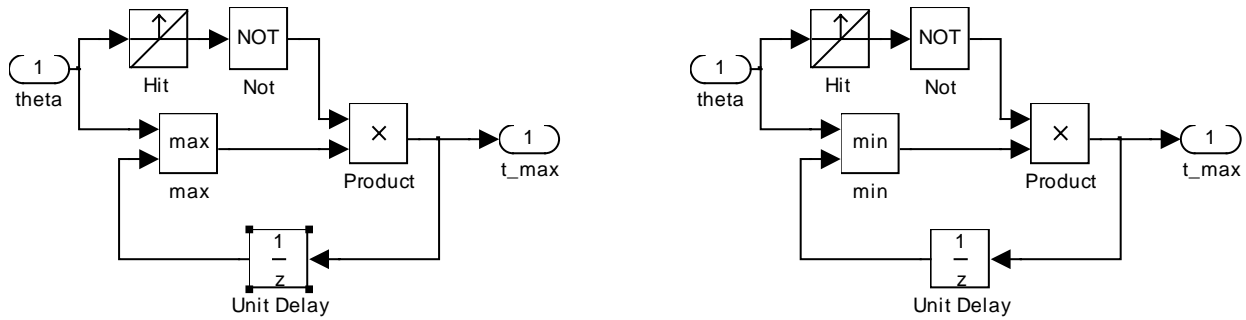 NOT
Hit
Not
1
theta
max
max
×
Product
1
t_max
1
z
Unit Delay
NOT
Hit
Not
1
theta
min
min
×
Product
1
t_max
1
z
Unit Delay